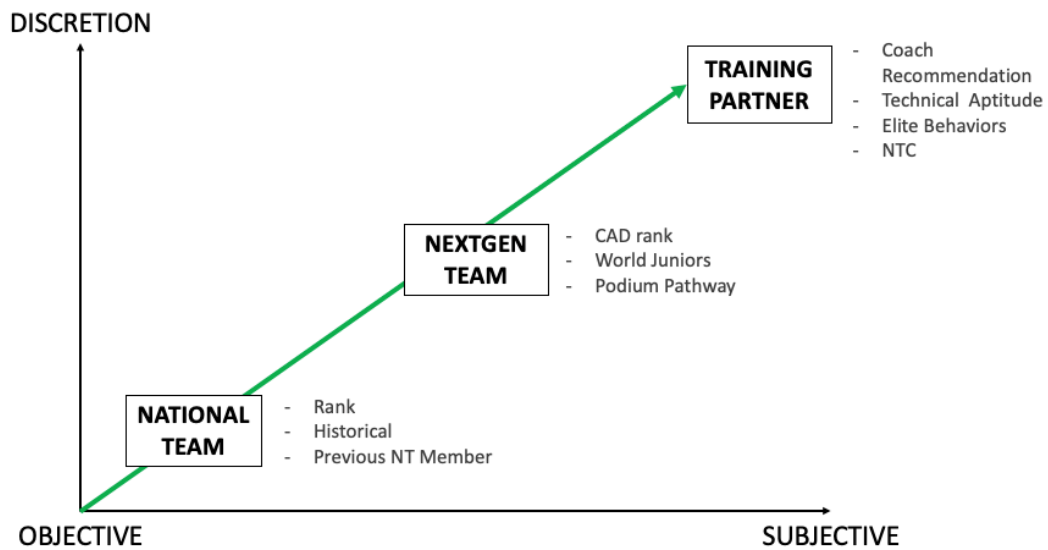 DISCRETION
TRAINING
PARTNER
- Coach
Recommendation
- Technical Aptitude
- Elite Behaviors
- NTC
NEXTGEN
TEAM
- CAD rank
- World Juniors
- Podium Pathway
NATIONAL
TEAM
- Rank
- Historical
- Previous NT Member
OBJECTIVE
SUBJECTIVE